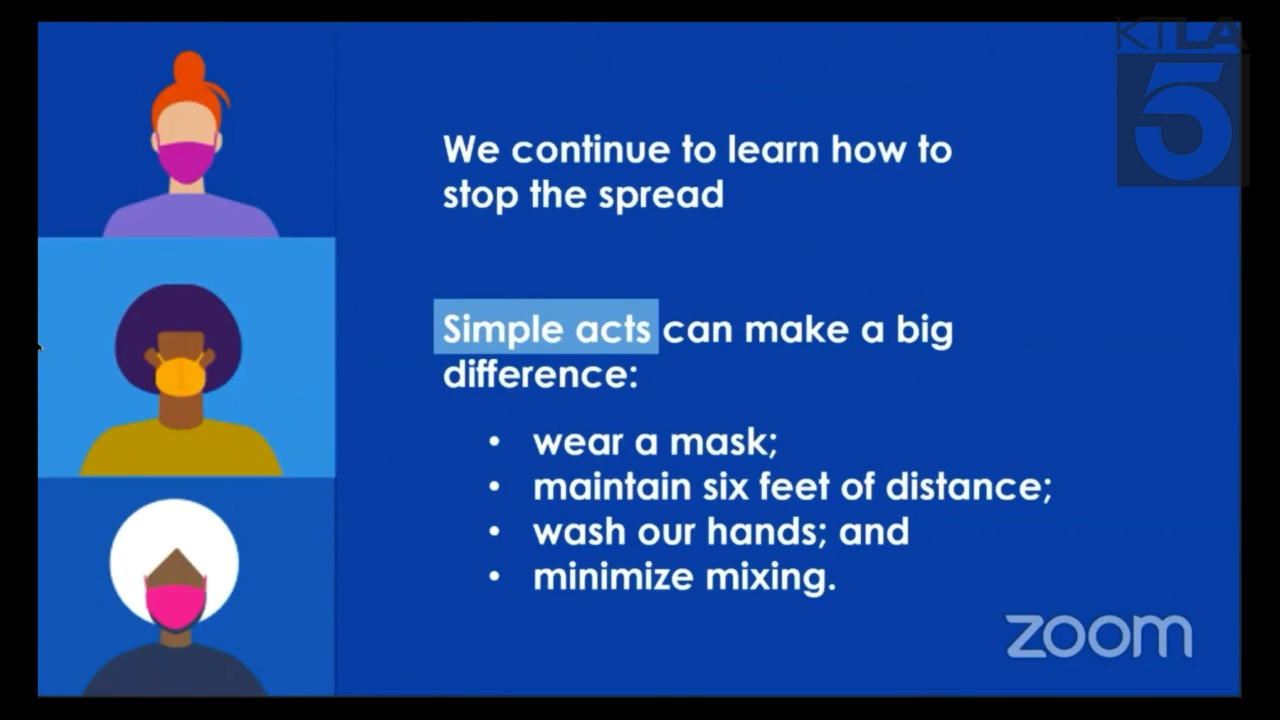 KTLA
5
We continue to learn how to
stop the spread
Simple acts can make a big
difference:
• wear a mask;
• maintain six feet of distance;
• wash our hands; and
• minimize mixing.
zoom